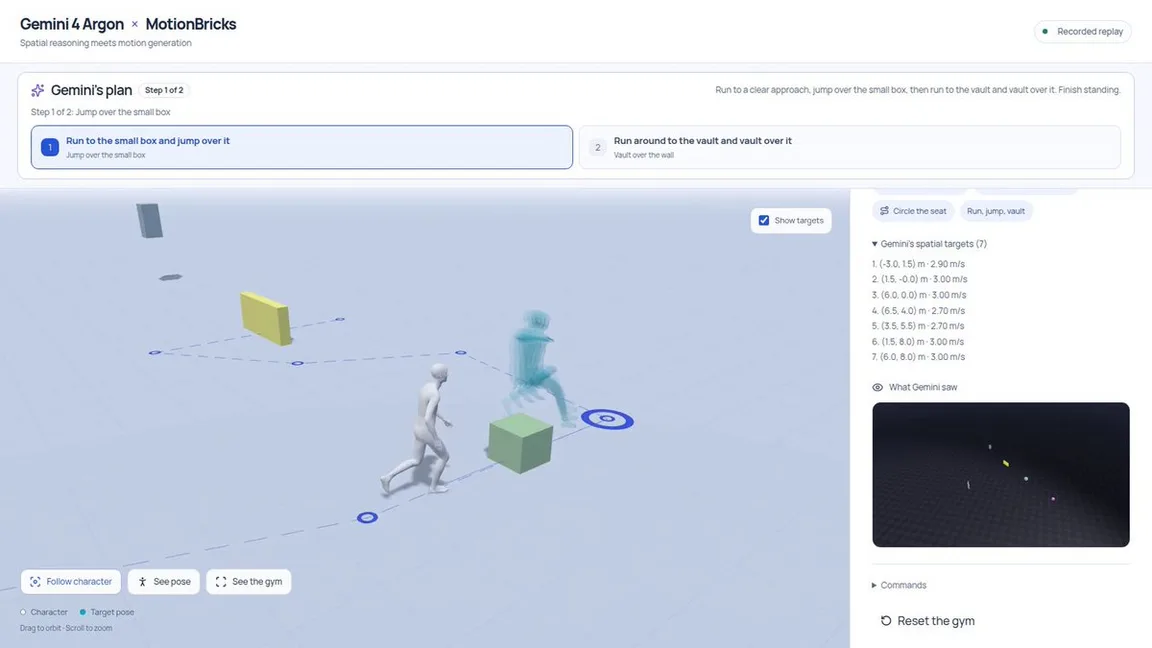 Gemini 4 Argon × MotionBricks
Spatial reasoning meets motion generation
Recorded replay
Gemini's plan
Step 1 of 2
Run to a clear approach, jump over the small box, then run to the vault and vault over it. Finish standing.
Step 1 of 2: Jump over the small box
1
Run to the small box and jump over it
Jump over the small box
2
Run around to the vault and vault over it
Vault over the wall
Show targets
Circle the seat
Run, jump, vault
▼ Gemini's spatial targets (7)
1. (-3.0, 1.5) m · 2.90 m/s
2. (1.5, -0.0) m · 3.00 m/s
3. (6.0, 0.0) m · 3.00 m/s
4. (6.5, 4.0) m · 2.70 m/s
5. (3.5, 5.5) m · 2.70 m/s
6. (1.5, 8.0) m · 3.00 m/s
7. (6.0, 8.0) m · 3.00 m/s
What Gemini saw
Follow character
See pose
See the gym
Character
Target pose
Drag to orbit · Scroll to zoom
▶ Commands
Reset the gym